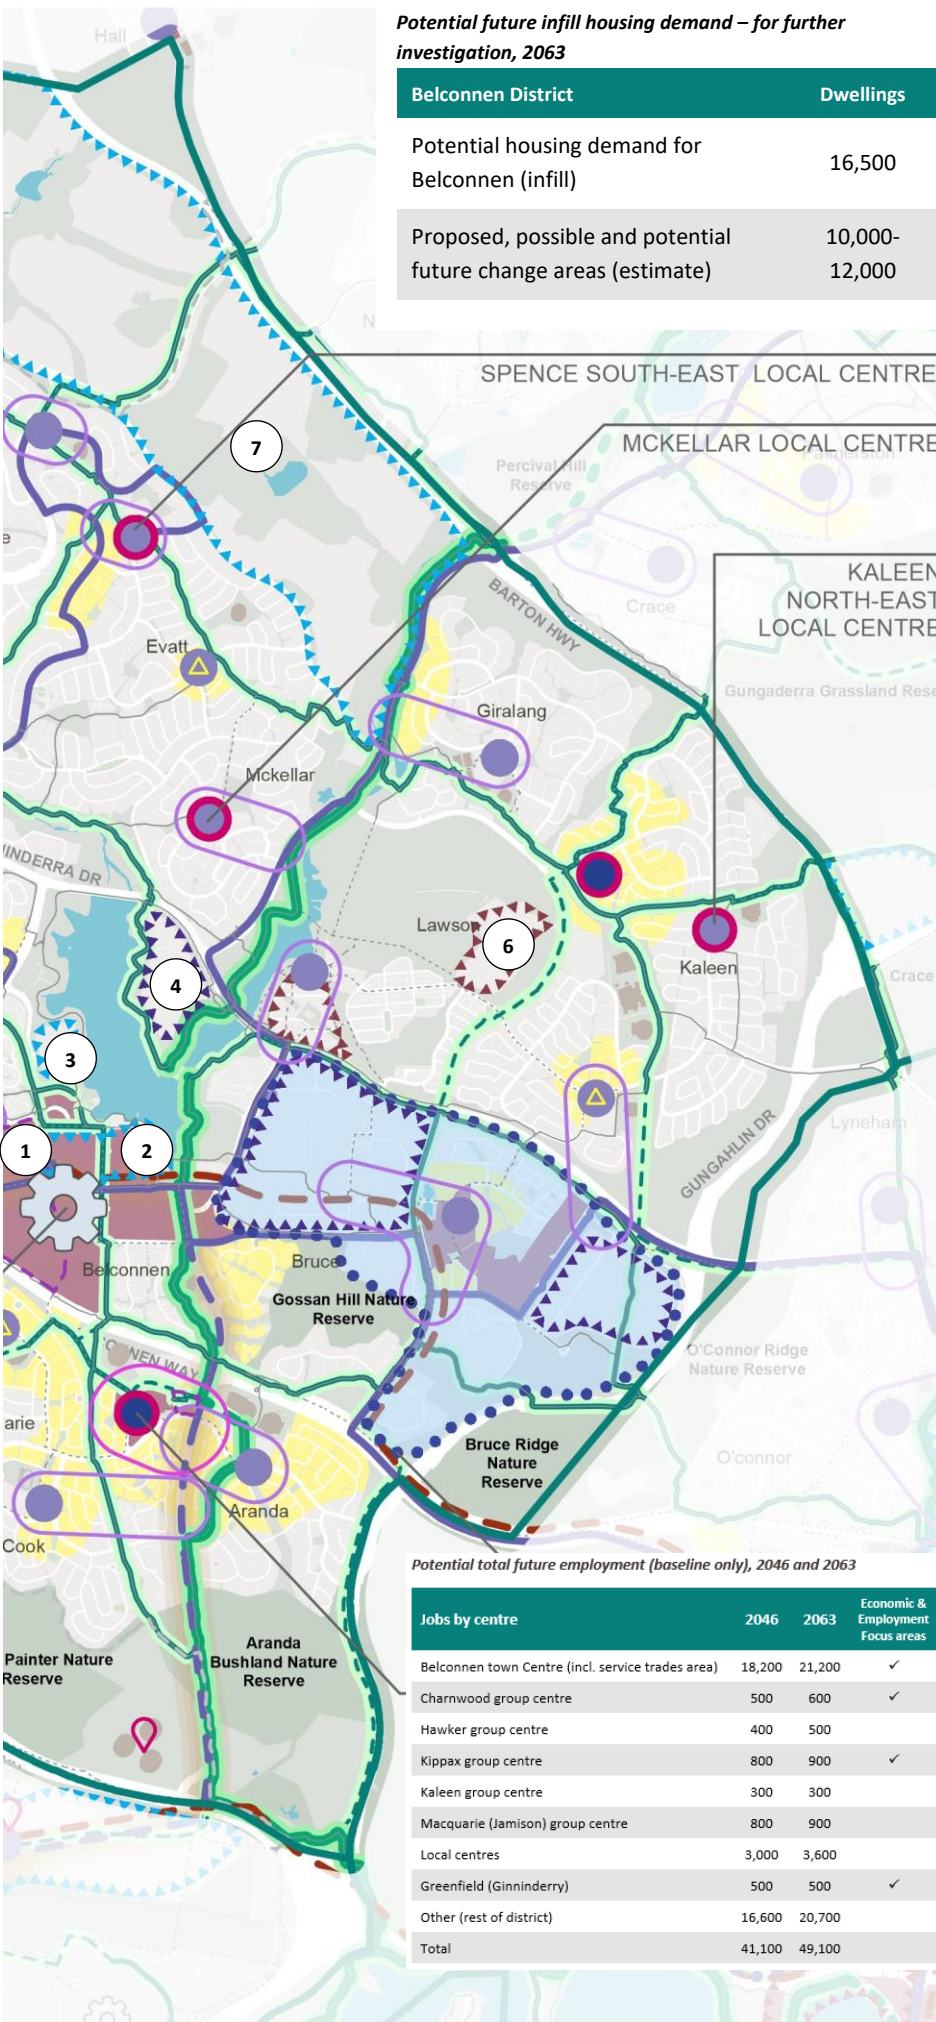 Potential future infill housing demand – for further
investigation, 2063
Belconnen District Dwellings
Potential housing demand for
Belconnen (infill)
16,500
Proposed, possible and potential
future change areas (estimate)
10,000-
12,000
Hall
SPENCE SOUTH-EAST LOCAL CENTRE
MCKELLAR LOCAL CENTRE
Palmerston
Percival Hill
Reserve
7
KALEEN
NORTH-EAST
LOCAL CENTRE
BARTON HWY
Crace
Evatt
Gungaderra Grassland Rese
Giralang
Mckellar
INDERRA DR
Lawson
6
4
Kaleen
Crace
3
Lyneham
1
2
GUNGAHLIN DR
Belconnen
Bruce
Gossan Hill Nature
Reserve
O'Connor Ridge
Nature Reserve
ONNEN WAY
arie
Bruce Ridge
Nature
Reserve
O'connor
Aranda
Cook
Potential total future employment (baseline only), 2046 and 2063
Jobs by centre 2046 2063 Economic &
Employment
Focus areas
Belconnen town Centre (incl. service trades area) 18,200 21,200 ✓
Charnwood group centre 500 600 ✓
Hawker group centre 400 500
Kippax group centre 800 900 ✓
Kaleen group centre 300 300
Macquarie (Jamison) group centre 800 900
Local centres 3,000 3,600
Greenfield (Ginninderry) 500 500 ✓
Other (rest of district) 16,600 20,700
Total 41,100 49,100
Painter Nature
Reserve
Aranda
Bushland Nature
Reserve